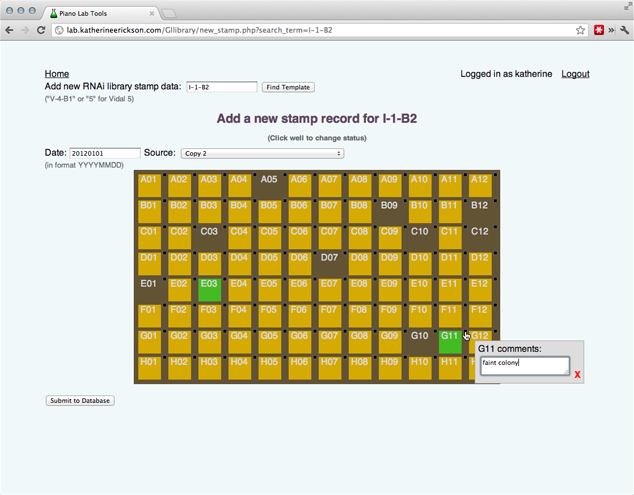 Piano Lab Tools
lab.katherineerickson.com/GIlibrary/new_stamp.php?search_term=I-1-B2
Home
Logged in as katherine Logout
Add new RNAi library stamp data: I-1-B2 Find Template
("V-4-B1" or "5" for Vidal 5)
Add a new stamp record for I-1-B2
(Click well to change status)
Date: 20120101 Source: Copy 2
(in format YYYYMMDD)
A01 A02 A03 A04 A05 A06 A07 A08 A09 A10 A11 A12
B01 B02 B03 B04 B05 B06 B07 B08 B09 B10 B11 B12
C01 C02 C03 C04 C05 C06 C07 C08 C09 C10 C11 C12
D01 D02 D03 D04 D05 D06 D07 D08 D09 D10 D11 D12
E01 E02 E03 E04 E05 E06 E07 E08 E09 E10 E11 E12
F01 F02 F03 F04 F05 F06 F07 F08 F09 F10 F11 F12
G01 G02 G03 G04 G05 G06 G07 G08 G09 G10 G11 G12
G11 comments:
faint colony
X
H01 H02 H03 H04 H05 H06 H07 H08 H09 H10 H11 H
Submit to Database